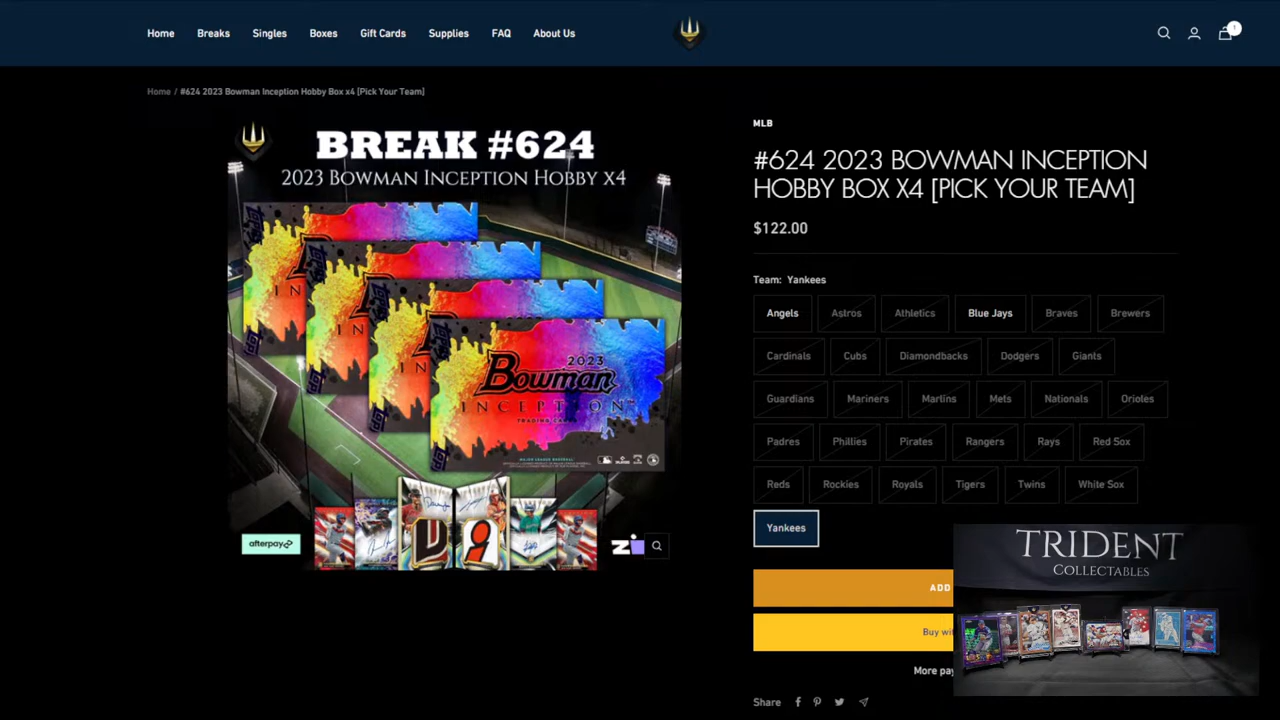 Home Breaks Singles Boxes Gift Cards Supplies FAQ About Us
1
Home / #624 2023 Bowman Inception Hobby Box x4 [Pick Your Team]
BREAK #624
2023 BOWMAN INCEPTION HOBBY X4
2023
Bowman
INCEPTION
TRADING CARDS
afterpay
MLB
#624 2023 BOWMAN INCEPTION
HOBBY BOX X4 [PICK YOUR TEAM]
$122.00
Team: Yankees
Angels Astros Athletics Blue Jays Braves Brewers
Cardinals Cubs Diamondbacks Dodgers Giants
Guardians Mariners Marlins Mets Nationals Orioles
Padres Phillies Pirates Rangers Rays Red Sox
Reds Rockies Royals Tigers Twins White Sox
Yankees
ADD
Buy wi
More pay
Share
TRIDENT
COLLECTABLES